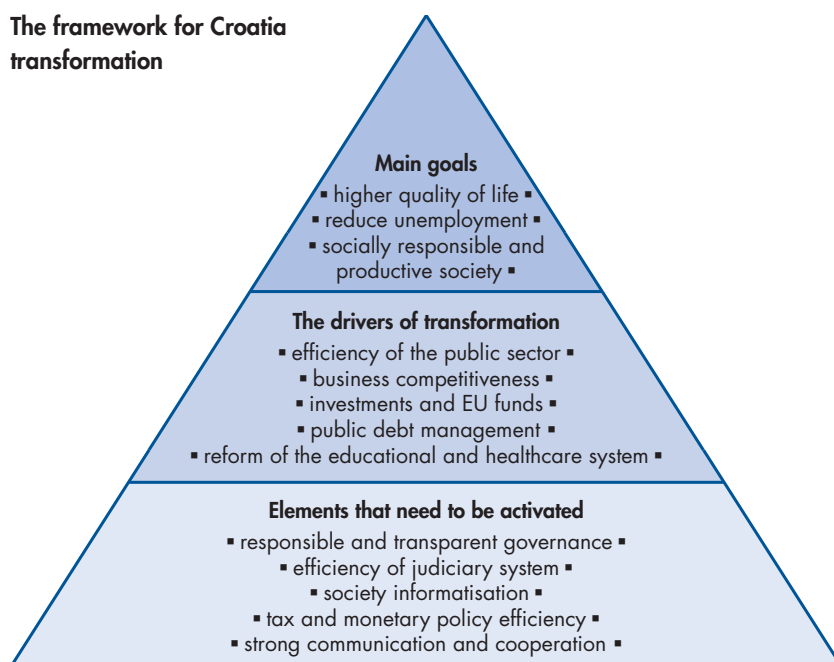 The framework for Croatia
transformation
Main goals
▪ higher quality of life ▪
▪ reduce unemployment ▪
▪ socially responsible and
productive society ▪
The drivers of transformation
▪ efficiency of the public sector ▪
▪ business competitiveness ▪
▪ investments and EU funds ▪
▪ public debt management ▪
▪ reform of the educational and healthcare system ▪
Elements that need to be activated
▪ responsible and transparent governance ▪
▪ efficiency of judiciary system ▪
▪ society informatisation ▪
▪ tax and monetary policy efficiency ▪
▪ strong communication and cooperation ▪